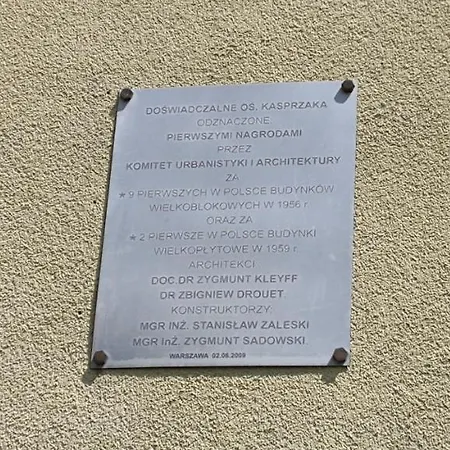 DOŚWIADCZALNE OŚ. KASPRZAKA
ODZNACZONE
PIERWSZYMI NAGRODAMI
PRZEZ
KOMITET URBANISTYKI I ARCHITEKTURY
ZA
★ 9 PIERWSZYCH W POLSCE BUDYNKÓW
WIELKOBLOKOWYCH W 1956 r.
ORAZ ZA
★ 2 PIERWSZE W POLSCE BUDYNKI
WIELKOPŁYTOWE W 1959 r.
ARCHITEKCI
DOC.DR ZYGMUNT KLEYFF
DR ZBIGNIEW DROUET
KONSTRUKTORZY:
MGR INŻ. STANISŁAW ZALESKI
MGR InŻ. ZYGMUNT SADOWSKI
WARSZAWA 02.06.2009